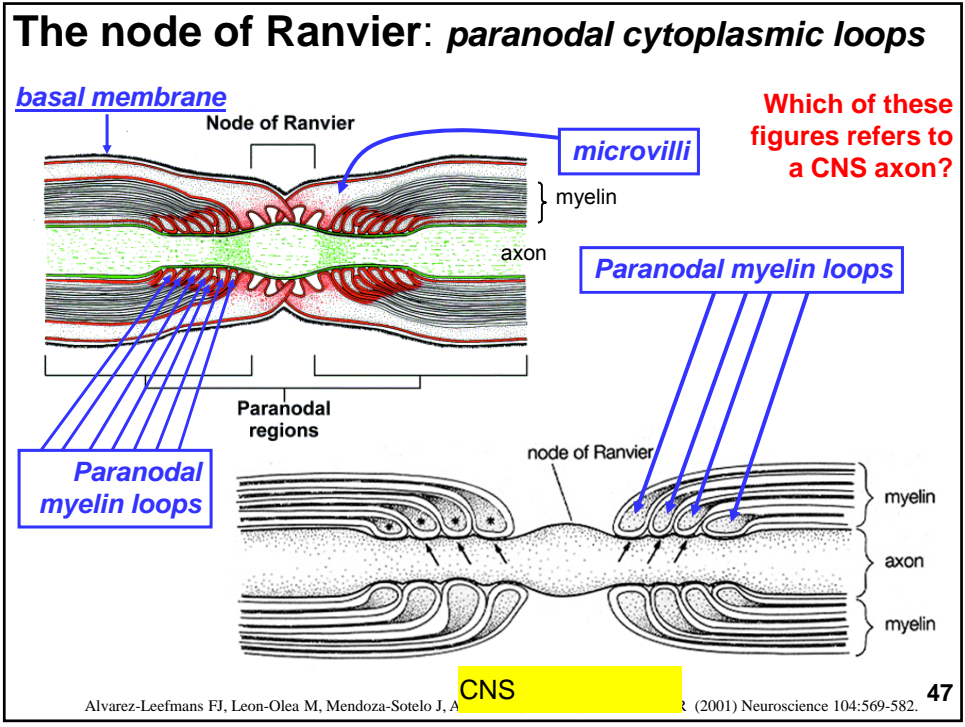 The node of Ranvier: paranodal cytoplasmic loops
basal membrane
Which of these
figures refers to
a CNS axon?
Node of Ranvier
microvilli
myelin
axon
Paranodal myelin loops
Paranodal
regions
Paranodal
myelin loops
node of Ranvier
myelin
axon
myelin
CNS
Alvarez-Leefmans FJ, Leon-Olea M, Mendoza-Sotelo J, (2001) Neuroscience 104:569-582.
47